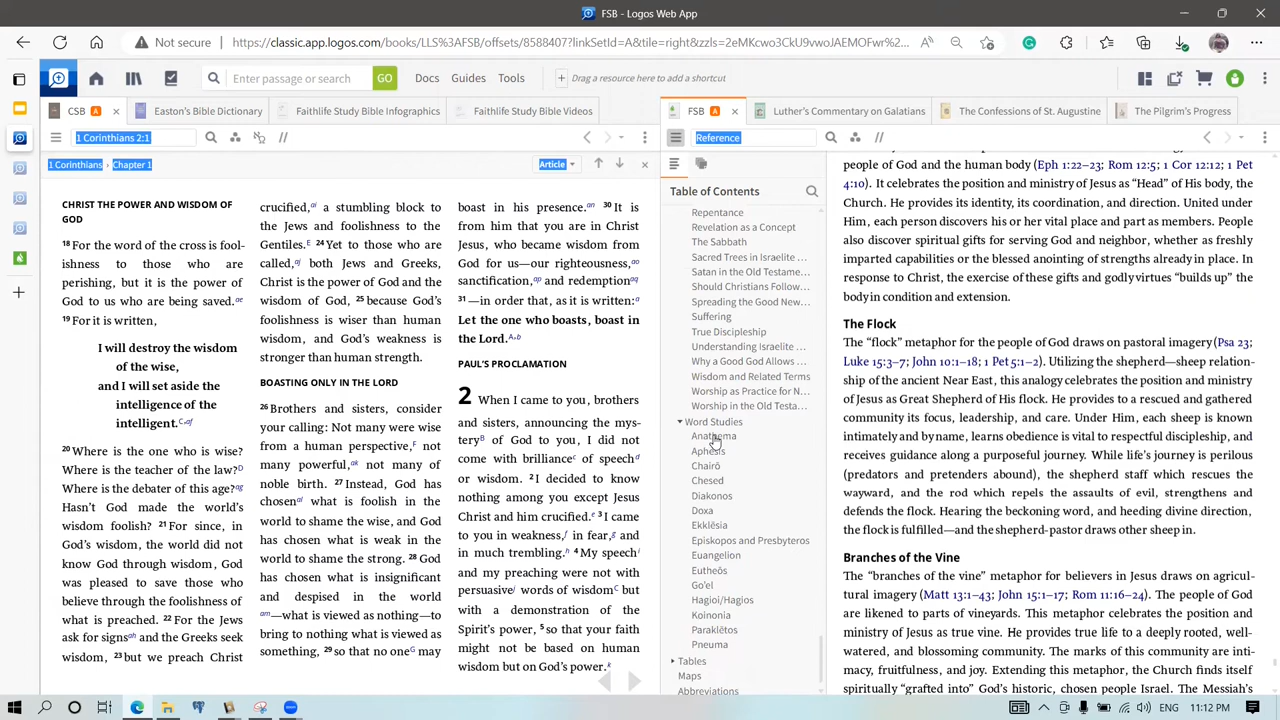 FSB - Logos Web App
Not secure
https://classic.app.logos.com/books/LLS%3AFSB/offsets/8588407?linkSetId=A&tile=right&zzls=2eMKcwo3CkU9vwoJAEMOFwr%2...
Enter passage or search
GO
Docs
Guides
Tools
Drag a resource here to add a shortcut
CSB A
Easton's Bible Dictionary
Faithlife Study Bible Infographics
Faithlife Study Bible Videos
1 Corinthians 2:1
1 Corinthians › Chapter 1
Article
CHRIST THE POWER AND WISDOM OF
GOD
18 For the word of the cross is fool-
ishness to those who are
perishing, but it is the power of
God to us who are being saved.ae
19 For it is written,
I will destroy the wisdom
of the wise,
and I will set aside the
intelligence of the
intelligent.C,af
20 Where is the one who is wise?
Where is the teacher of the law?D
Where is the debater of this age?ag
Hasn't God made the world's
wisdom foolish? 21 For since, in
God's wisdom, the world did not
know God through wisdom, God
was pleased to save those who
believe through the foolishness of
what is preached. 22 For the Jews
ask for signsah and the Greeks seek
wisdom, 23 but we preach Christ
crucified,ai a stumbling block to
the Jews and foolishness to the
Gentiles.E 24 Yet to those who are
called,aj both Jews and Greeks,
Christ is the power of God and the
wisdom of God, 25 because God's
foolishness is wiser than human
wisdom, and God's weakness is
stronger than human strength.
BOASTING ONLY IN THE LORD
26 Brothers and sisters, consider
your calling: Not many were wise
from a human perspective,F not
many powerful,ak not many of
noble birth. 27 Instead, God has
chosenal what is foolish in the
world to shame the wise, and God
has chosen what is weak in the
world to shame the strong. 28 God
has chosen what is insignificant
and despised in the world
am—what is viewed as nothing—to
bring to nothing what is viewed as
something, 29 so that no oneG may
boast in his presence.an 30 It is
from him that you are in Christ
Jesus, who became wisdom from
God for us—our righteousness,ao
sanctification,ap and redemptionaq
31—in order that, as it is written:a
Let the one who boasts, boast in
the Lord.A,b
PAUL'S PROCLAMATION
2 When I came to you, brothers
and sisters, announcing the mys-
teryB of God to you, I did not
come with brilliancec of speechd
or wisdom. 2 I decided to know
nothing among you except Jesus
Christ and him crucified.e 3 I came
to you in weakness,f in fear,g and
in much trembling.h 4 My speechi
and my preaching were not with
persuasivej words of wisdomC but
with a demonstration of the
Spirit's power, 5 so that your faith
might not be based on human
wisdom but on God's power.k
FSB A
Luther's Commentary on Galatians
The Confessions of St. Augustine
The Pilgrim's Progress
Reference
Table of Contents
Repentance
Revelation as a Concept
The Sabbath
Sacred Trees in Israelite ...
Satan in the Old Testame...
Should Christians Follow...
Spreading the Good New...
Suffering
True Discipleship
Understanding Israelite ...
Why a Good God Allows ...
Wisdom and Related Terms
Worship as Practice for N...
Worship in the Old Testa...
Word Studies
Anathema
Aphesis
Chairō
Chesed
Diakonos
Doxa
Ekklēsia
Episkopos and Presbyteros
Euangelion
Eutheōs
Go'el
Hagioi/Hagios
Koinonia
Paraklētos
Pneuma
Tables
Maps
Abbreviations
people of God and the human body (Eph 1:22–23; Rom 12:5; 1 Cor 12:12; 1 Pet
4:10). It celebrates the position and ministry of Jesus as “Head” of His body, the
Church. He provides its identity, its coordination, and direction. United under
Him, each person discovers his or her vital place and part as members. People
also discover spiritual gifts for serving God and neighbor, whether as freshly
imparted capabilities or the blessed anointing of strengths already in place. In
response to Christ, the exercise of these gifts and godly virtues “builds up” the
body in condition and extension.
The Flock
The “flock” metaphor for the people of God draws on pastoral imagery (Psa 23;
Luke 15:3–7; John 10:1–18; 1 Pet 5:1–2). Utilizing the shepherd—sheep relation-
ship of the ancient Near East, this analogy celebrates the position and ministry
of Jesus as Great Shepherd of His flock. He provides to a rescued and gathered
community its focus, leadership, and care. Under Him, each sheep is known
intimately and by name, learns obedience is vital to respectful discipleship, and
receives guidance along a purposeful journey. While life's journey is perilous
(predators and pretenders abound), the shepherd staff which rescues the
wayward, and the rod which repels the assaults of evil, strengthens and
defends the flock. Hearing the beckoning word, and heeding divine direction,
the flock is fulfilled—and the shepherd-pastor draws other sheep in.
Branches of the Vine
The “branches of the vine” metaphor for believers in Jesus draws on agricul-
tural imagery (Matt 13:1–43; John 15:1–17; Rom 11:16–24). The people of God
are likened to parts of vineyards. This metaphor celebrates the position and
ministry of Jesus as true vine. He provides true life to a deeply rooted, well-
watered, and blossoming community. The marks of this community are inti-
macy, fruitfulness, and joy. Extending this metaphor, the Church finds itself
spiritually “grafted into” God's historic, chosen people Israel. The Messiah's
11:12 PM